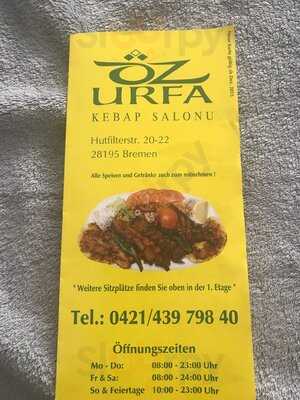 ÖZ
URFA
KEBAP SALONU
Hutfilterstr. 20-22
28195 Bremen
Alle Speisen und Getränke auch zum mitnehmen !
* Weitere Sitzplätze finden Sie oben in der 1. Etage *
Tel.: 0421/439 798 40
Öffnungszeiten
Mo - Do: 08:00 - 23:00 Uhr
Fr & Sa: 08:00 - 24:00 Uhr
So & Feiertage 10:00 - 23:00 Uhr